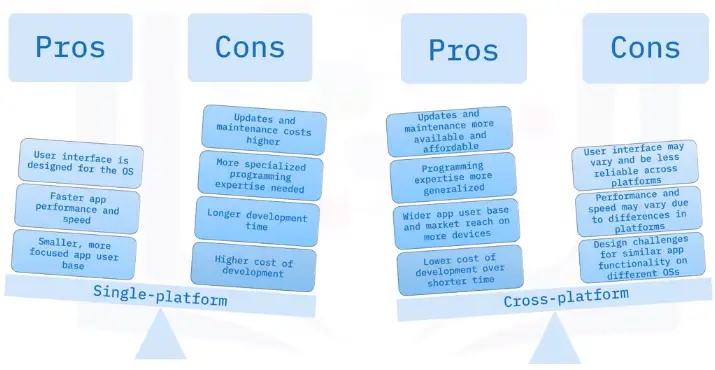 Pros
Cons
User interface is
designed for the OS
Faster app
performance and
speed
Smaller, more
focused app user
base
Updates and
maintenance costs
higher
More specialized
programming
expertise needed
Longer development
time
Higher cost of
development
Single-platform
Pros
Cons
Updates and
maintenance more
available and
affordable
Programming
expertise more
generalized
Wider app user base
and market reach on
more devices
Lower cost of
development over
shorter time
User interface may
vary and be less
reliable across
platforms
Performance and
speed may vary due
to differences in
platforms
Design challenges
for similar app
functionality on
different OSs
Cross-platform